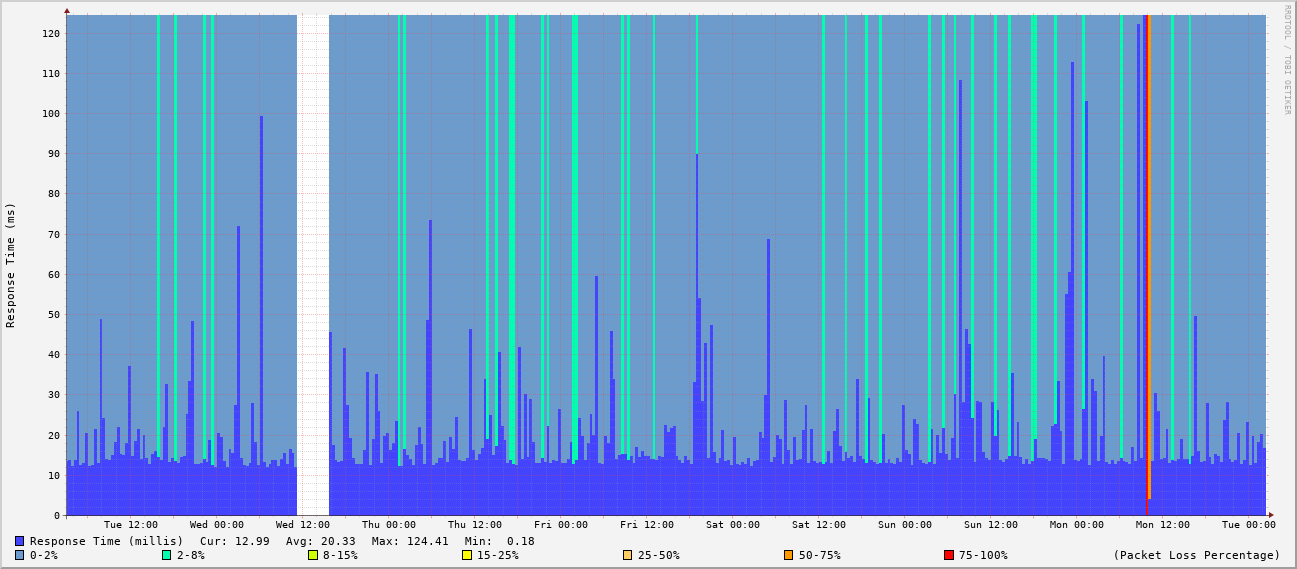 RRDTOOL / TOBI OETIKER
Response Time (ms)
120
110
100
90
80
70
60
50
40
30
20
10
0
Tue 12:00 Wed 00:00 Wed 12:00 Thu 00:00 Thu 12:00 Fri 00:00 Fri 12:00 Sat 00:00 Sat 12:00 Sun 00:00 Sun 12:00 Mon 00:00 Mon 12:00 Tue 00:00
Response Time (millis) Cur: 12.99 Avg: 20.33 Max: 124.41 Min: 0.18
0-2% 2-8% 8-15% 15-25% 25-50% 50-75% 75-100% (Packet Loss Percentage)